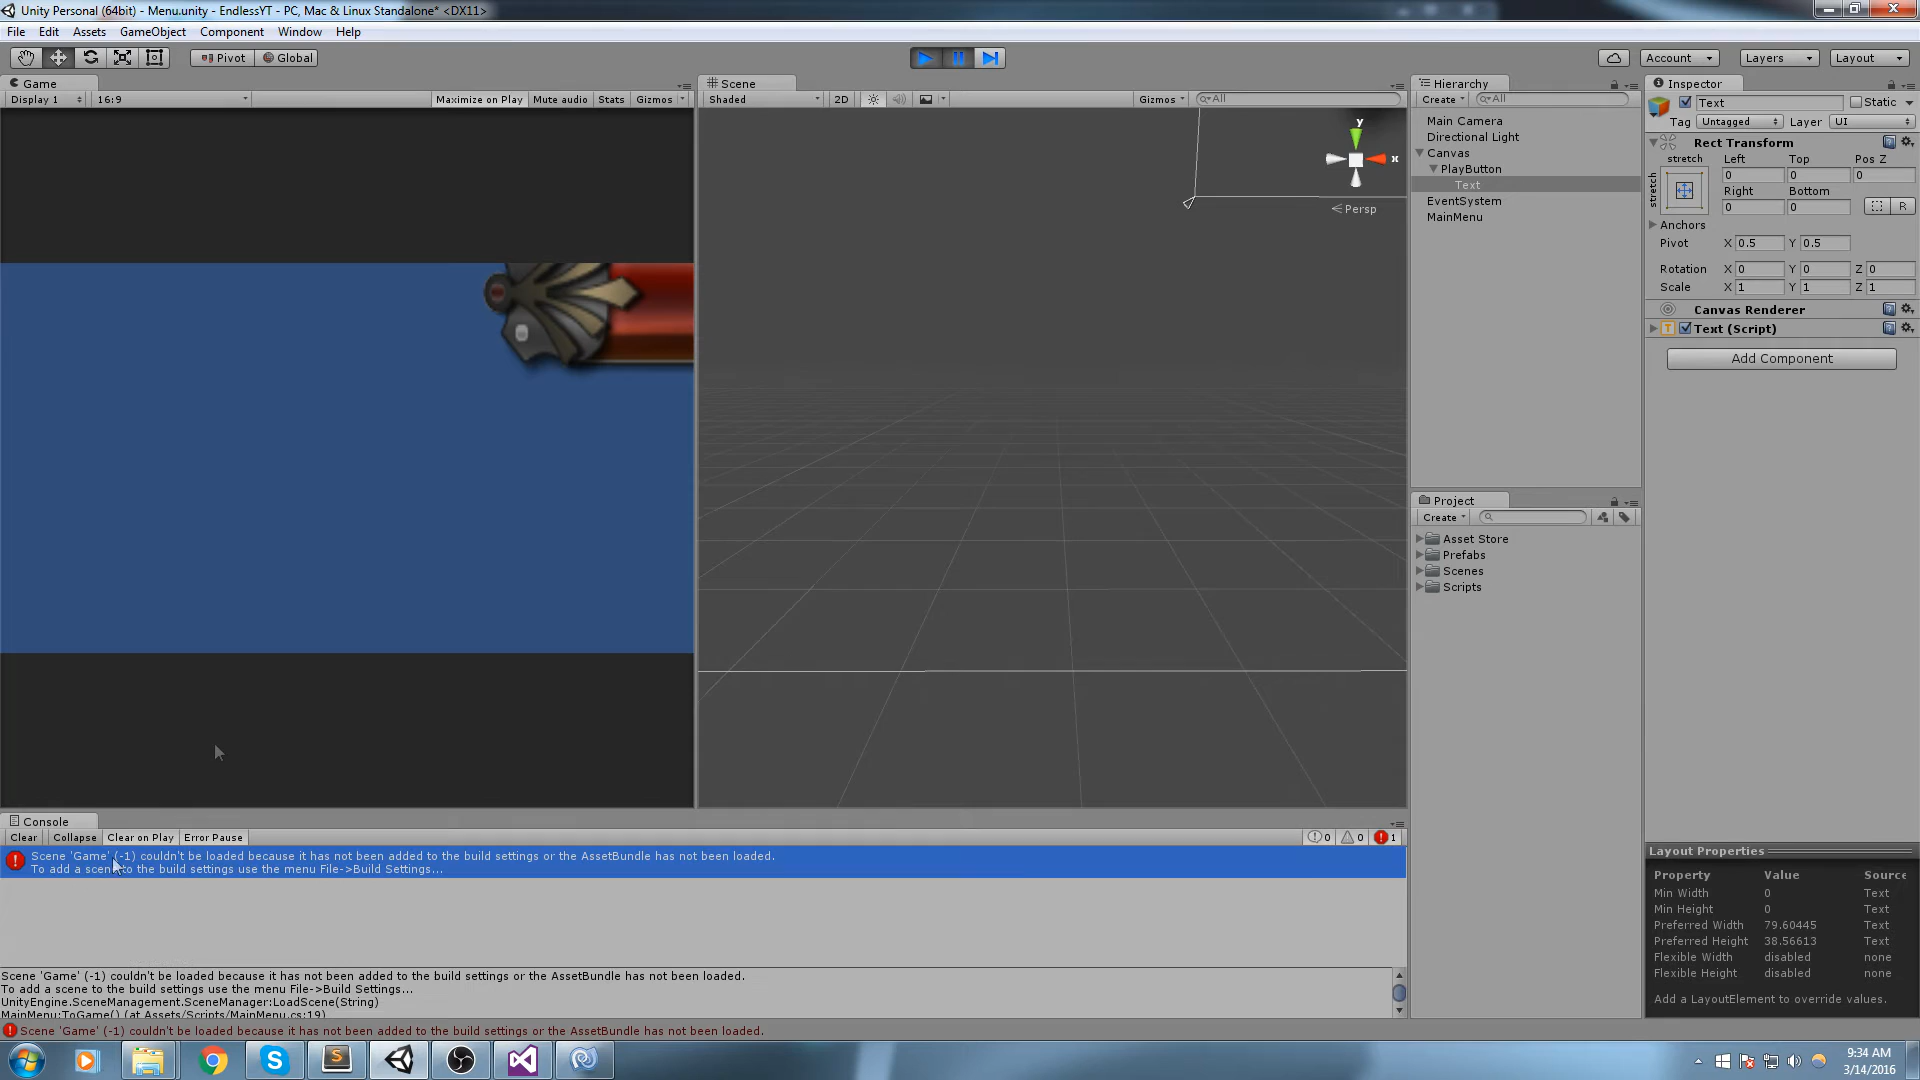 Unity Personal (64bit) - Menu.unity - EndlessYT - PC, Mac & Linux Standalone* <DX11>
File Edit Assets GameObject Component Window Help
Pivot Global Account Layers Layout
Game
Display 1 16:9 Maximize on Play Mute audio Stats Gizmos
Scene
Shaded 2D Gizmos All
y
x
Persp
Hierarchy
Create All
Main Camera
Directional Light
Canvas
PlayButton
Text
EventSystem
MainMenu
Project
Create
Asset Store
Prefabs
Scenes
Scripts
Inspector
Text Static
Tag Untagged Layer UI
Rect Transform
stretch Left Top Pos Z
stretch
0 0 0
Right Bottom
0 0 R
Anchors
Pivot X 0.5 Y 0.5
Rotation X 0 Y 0 Z 0
Scale X 1 Y 1 Z 1
Canvas Renderer
Text (Script)
Add Component
Layout Properties
Property Value Source
Min Width 0 Text
Min Height 0 Text
Preferred Width 79.60445 Text
Preferred Height 38.56613 Text
Flexible Width disabled none
Flexible Height disabled none
Add a LayoutElement to override values.
Console
Clear Collapse Clear on Play Error Pause 0 0 1
Scene 'Game' (-1) couldn't be loaded because it has not been added to the build settings or the AssetBundle has not been loaded.
To add a scene to the build settings use the menu File->Build Settings...
Scene 'Game' (-1) couldn't be loaded because it has not been added to the build settings or the AssetBundle has not been loaded.
To add a scene to the build settings use the menu File->Build Settings...
UnityEngine.SceneManagement.SceneManager:LoadScene(String)
MainMenu:ToGame() (at Assets/Scripts/MainMenu.cs:19)
Scene 'Game' (-1) couldn't be loaded because it has not been added to the build settings or the AssetBundle has not been loaded.
9:34 AM
3/14/2016